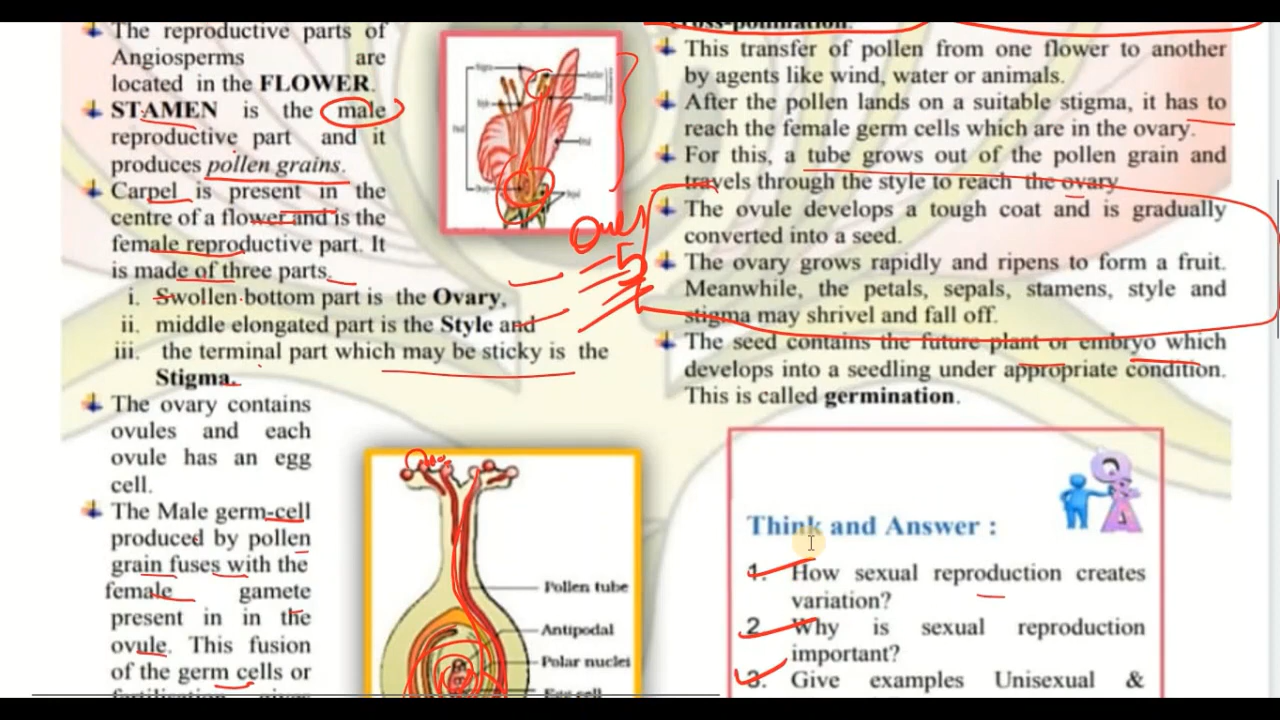 The reproductive parts of
Angiosperms are
located in the FLOWER.
STAMEN is the male
reproductive part and it
produces pollen grains.
Carpel is present in the
centre of a flower and is the
female reproductive part. It
is made of three parts.
i. Swollen bottom part is the Ovary,
ii. middle elongated part is the Style and
iii. the terminal part which may be sticky is the
Stigma.
The ovary contains
ovules and each
ovule has an egg
cell.
The Male germ-cell
produced by pollen
grain fuses with the
female gamete
present in in the
ovule. This fusion
of the germ cells or
Pollen tube
Antipodal
Polar nuclei
Egg cell
cross-pollination.
This transfer of pollen from one flower to another
by agents like wind, water or animals.
After the pollen lands on a suitable stigma, it has to
reach the female germ cells which are in the ovary.
For this, a tube grows out of the pollen grain and
travels through the style to reach the ovary
The ovule develops a tough coat and is gradually
converted into a seed.
The ovary grows rapidly and ripens to form a fruit.
Meanwhile, the petals, sepals, stamens, style and
stigma may shrivel and fall off.
The seed contains the future plant or embryo which
develops into a seedling under appropriate condition.
This is called germination.
Think and Answer :
1. How sexual reproduction creates
variation?
2. Why is sexual reproduction
important?
3. Give examples Unisexual &